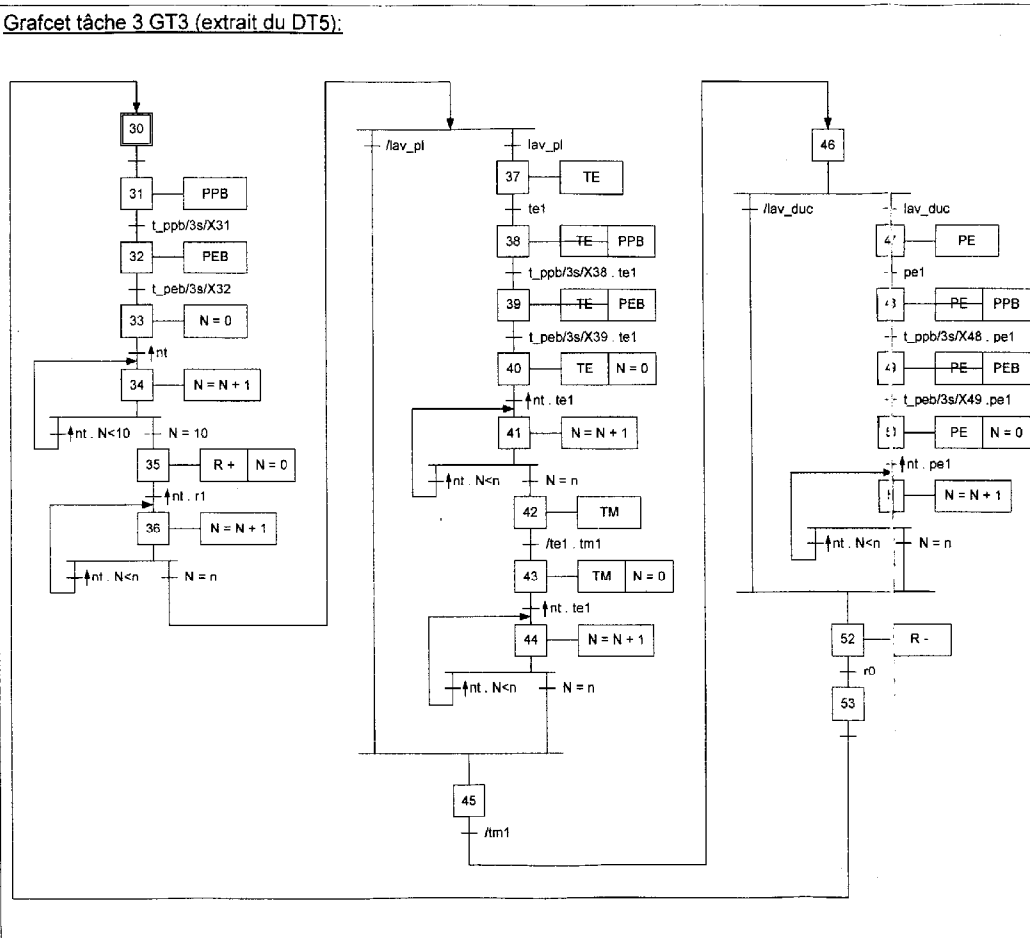 Grafcet tâche 3 GT3 (extrait du DT5):
30
31 PPB
t_ppb/3s/X31
32 PEB
t_peb/3s/X32
33 N = 0
↑nt
34 N = N + 1
↑nt . N<10 N = 10
35 R + N = 0
↑nt . r1
36 N = N + 1
↑nt . N<n N = n
/lav_pl lav_pl
37 TE
te1
38 TE PPB
t_ppb/3s/X38 . te1
39 TE PEB
t_peb/3s/X39 . te1
40 TE N = 0
↑nt . te1
41 N = N + 1
↑nt . N<n N = n
42 TM
/te1 . tm1
43 TM N = 0
↑nt . te1
44 N = N + 1
↑nt . N<n N = n
45
/tm1
46
/lav_duc lav_duc
PE
pe1
PE PPB
t_ppb/3s/X48 . pe1
PE PEB
t_peb/3s/X49 .pe1
PE N = 0
↑nt . pe1
N = N + 1
↑nt . N<n N = n
52 R -
r0
53